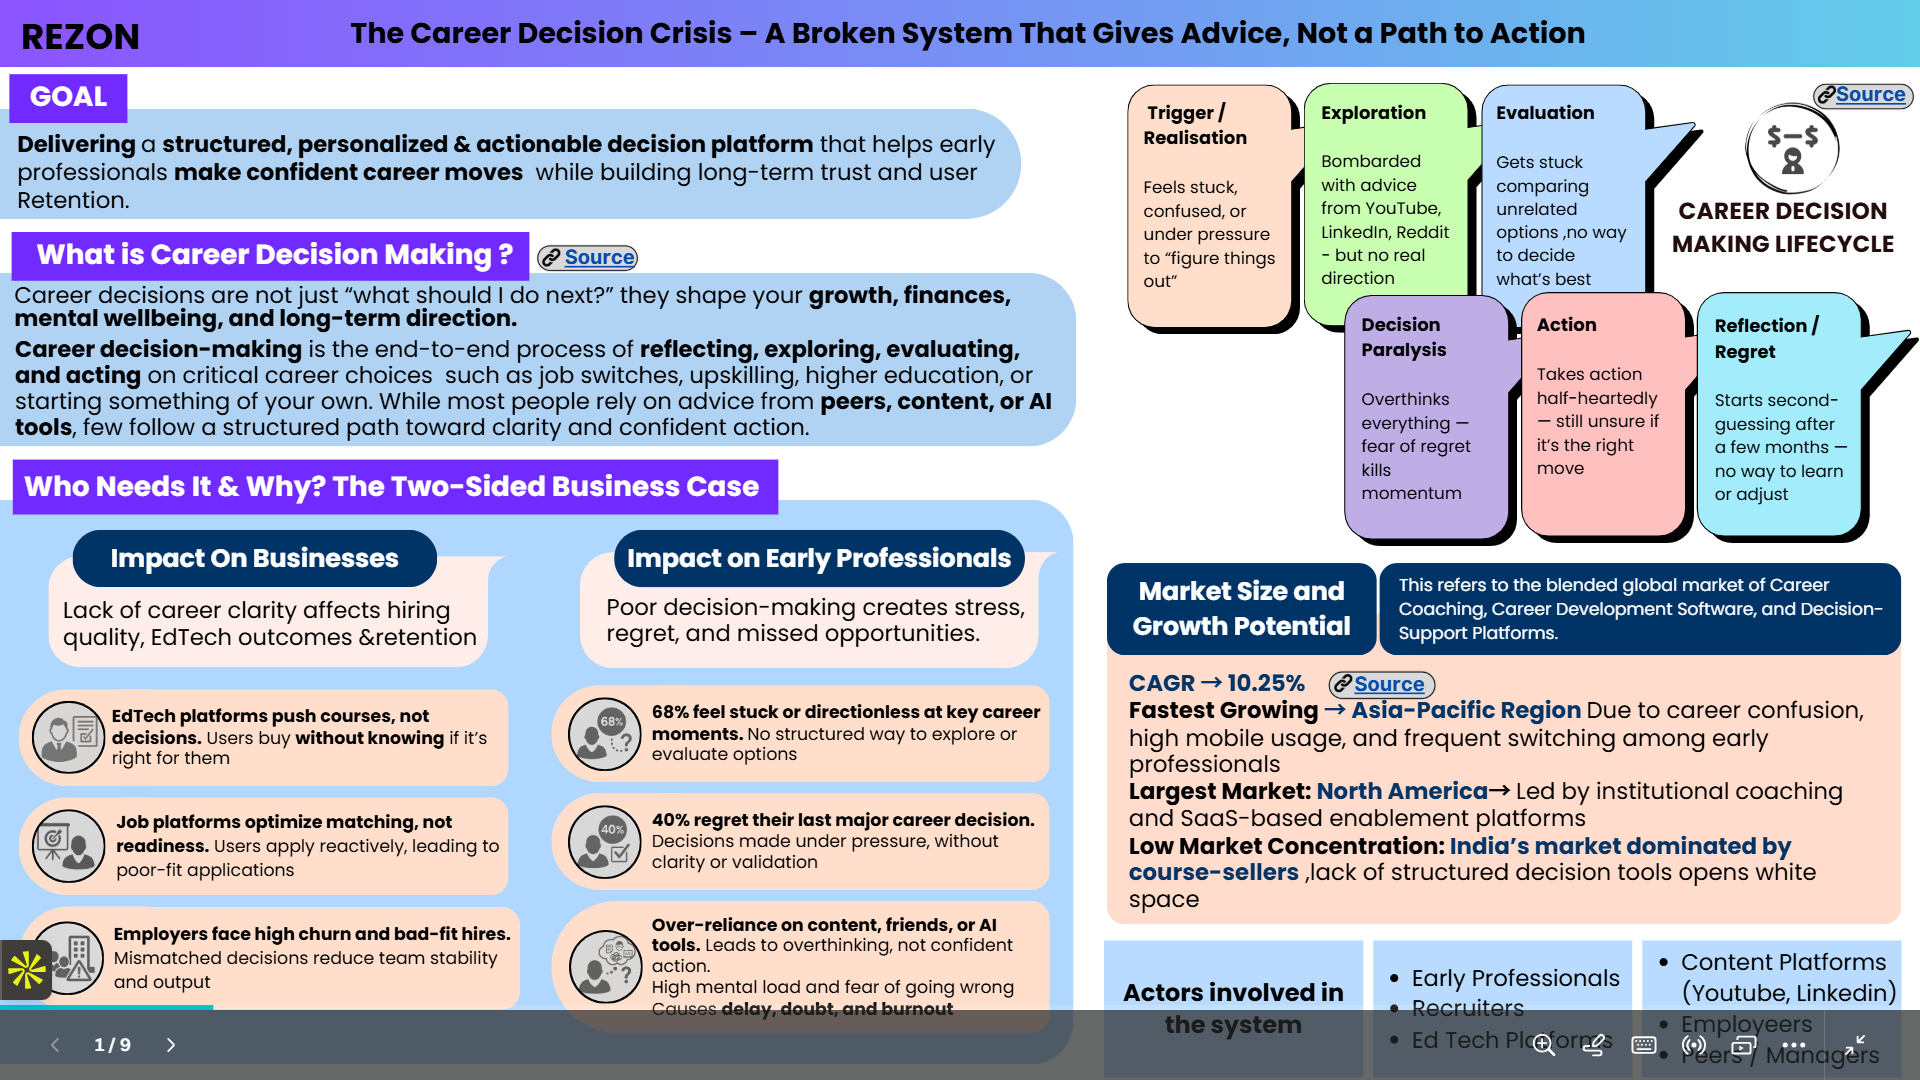 REZON
The Career Decision Crisis – A Broken System That Gives Advice, Not a Path to Action
GOAL
Delivering a structured, personalized & actionable decision platform that helps early
professionals make confident career moves while building long-term trust and user
Retention.
What is Career Decision Making ?
Source
Career decisions are not just “what should I do next?” they shape your growth, finances,
mental wellbeing, and long-term direction.
Career decision-making is the end-to-end process of reflecting, exploring, evaluating,
and acting on critical career choices such as job switches, upskilling, higher education, or
starting something of your own. While most people rely on advice from peers, content, or AI
tools, few follow a structured path toward clarity and confident action.
Who Needs It & Why? The Two-Sided Business Case
Impact On Businesses
Lack of career clarity affects hiring
quality, EdTech outcomes &retention
EdTech platforms push courses, not
decisions. Users buy without knowing if it’s
right for them
Job platforms optimize matching, not
readiness. Users apply reactively, leading to
poor-fit applications
Employers face high churn and bad-fit hires.
Mismatched decisions reduce team stability
and output
Impact on Early Professionals
Poor decision-making creates stress,
regret, and missed opportunities.
68%
68% feel stuck or directionless at key career
moments. No structured way to explore or
evaluate options
40%
40% regret their last major career decision.
Decisions made under pressure, without
clarity or validation
Over-reliance on content, friends, or AI
tools. Leads to overthinking, not confident
action.
High mental load and fear of going wrong
Causes delay, doubt, and burnout
Trigger /
Realisation
Feels stuck,
confused, or
under pressure
to “figure things
out”
Exploration
Bombarded
with advice
from YouTube,
LinkedIn, Reddit
- but no real
direction
Evaluation
Gets stuck
comparing
unrelated
options ,no way
to decide
what’s best
Source
CAREER DECISION
MAKING LIFECYCLE
Decision
Paralysis
Overthinks
everything —
fear of regret
kills
momentum
Action
Takes action
half-heartedly
— still unsure if
it’s the right
move
Reflection /
Regret
Starts second-
guessing after
a few months —
no way to learn
or adjust
Market Size and
Growth Potential
This refers to the blended global market of Career
Coaching, Career Development Software, and Decision-
Support Platforms.
CAGR → 10.25%
Source
Fastest Growing → Asia-Pacific Region Due to career confusion,
high mobile usage, and frequent switching among early
professionals
Largest Market: North America→ Led by institutional coaching
and SaaS-based enablement platforms
Low Market Concentration: India’s market dominated by
course-sellers ,lack of structured decision tools opens white
space
Actors involved in
the system
• Early Professionals
• Recruiters
• Ed Tech Platforms
• Content Platforms
(Youtube, Linkedin)
• Employeers
• Peers / Managers
1 / 9